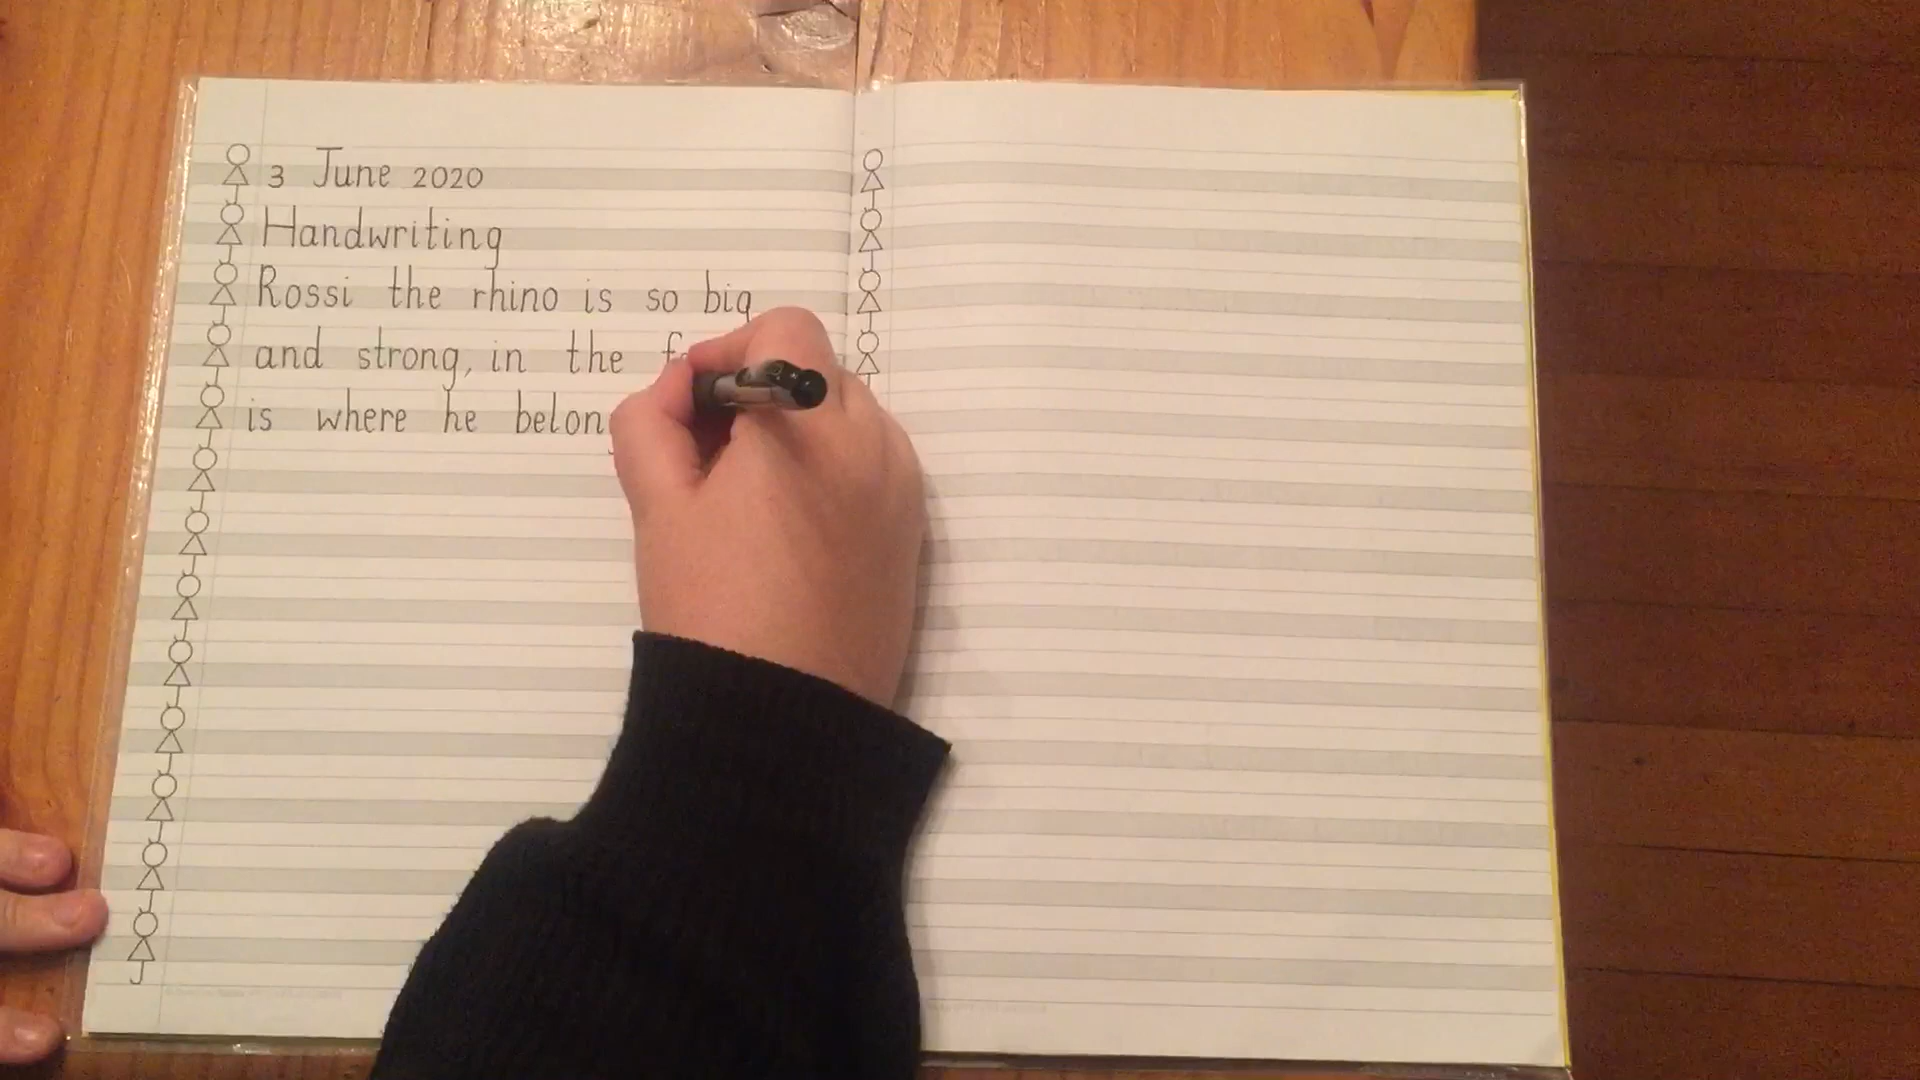 3 June 2020
Handwriting
Rossi the rhino is so big
and strong, in the
is where he